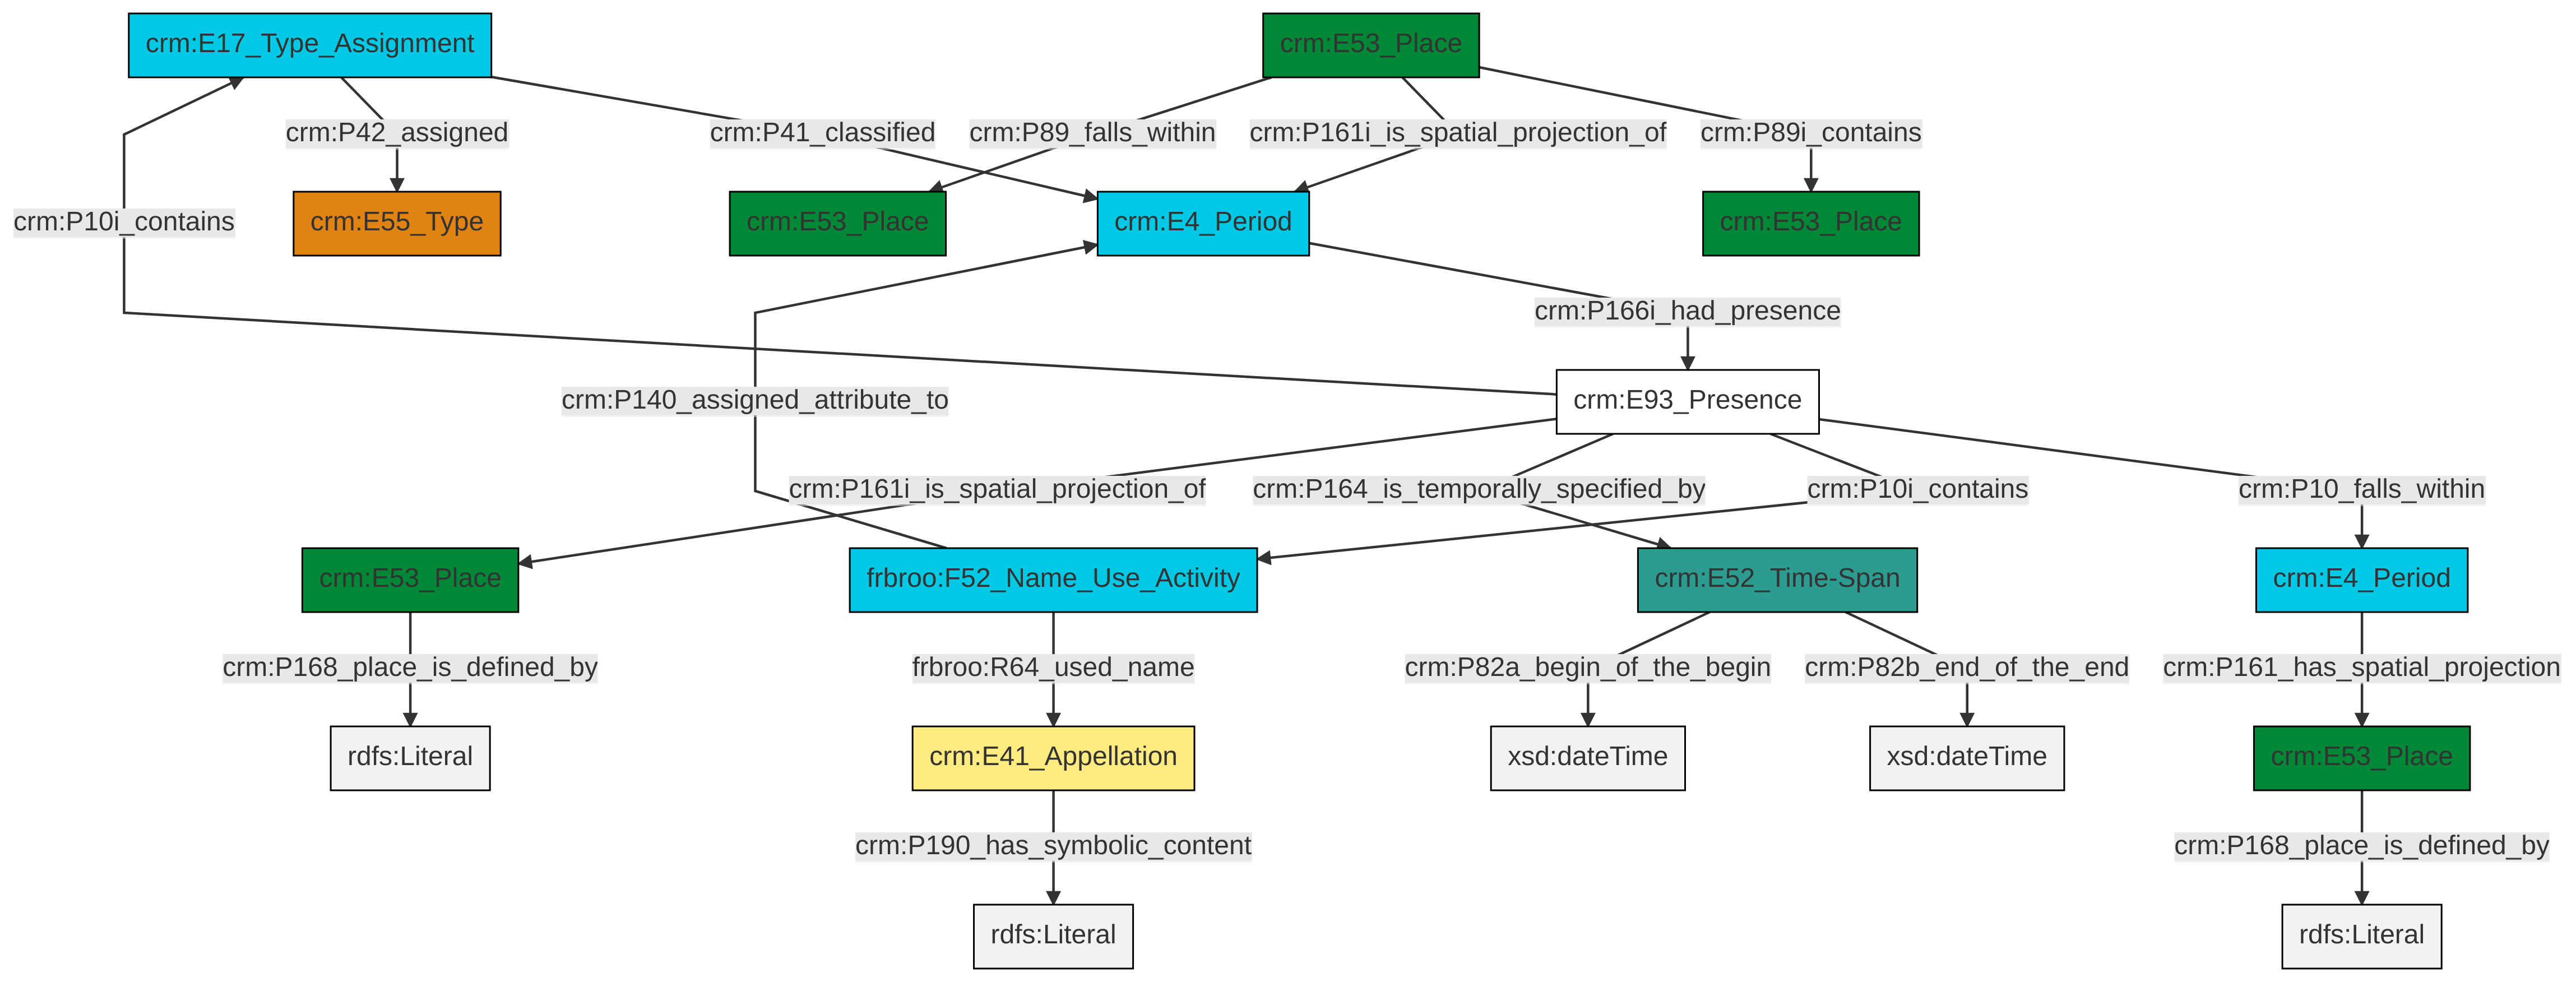 crm:E17_Type_Assignment
crm:E53_Place
crm:P42_assigned
crm:P41_classified
crm:P89_falls_within
crm:P161i_is_spatial_projection_of
crm:P89i_contains
crm:P10i_contains
crm:E55_Type
crm:E53_Place
crm:E4_Period
crm:E53_Place
crm:P166i_had_presence
crm:P140_assigned_attribute_to
crm:E93_Presence
crm:P161i_is_spatial_projection_of
crm:P164_is_temporally_specified_by
crm:P10i_contains
crm:P10_falls_within
crm:E53_Place
frbroo:F52_Name_Use_Activity
crm:E52_Time-Span
crm:E4_Period
crm:P168_place_is_defined_by
frbroo:R64_used_name
crm:P82a_begin_of_the_begin
crm:P82b_end_of_the_end
crm:P161_has_spatial_projection
rdfs:Literal
crm:E41_Appellation
xsd:dateTime
xsd:dateTime
crm:E53_Place
crm:P190_has_symbolic_content
crm:P168_place_is_defined_by
rdfs:Literal
rdfs:Literal